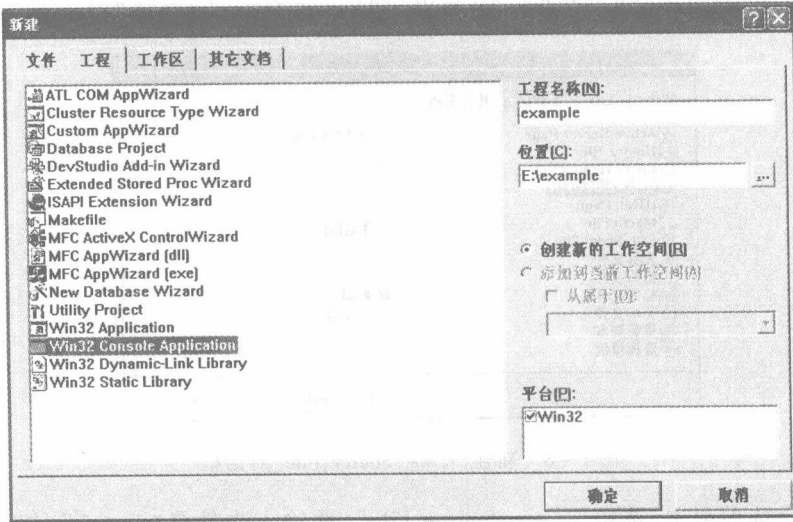 新建
文件 工程 工作区 其它文档
ATL COM AppWizard
Cluster Resource Type Wizard
Custom AppWizard
Database Project
DevStudio Add-in Wizard
Extended Stored Proc Wizard
ISAPI Extension Wizard
Makefile
MFC ActiveX ControlWizard
MFC AppWizard (dll)
MFC AppWizard (exe)
New Database Wizard
Utility Project
Win32 Application
Win32 Console Application
Win32 Dynamic-Link Library
Win32 Static Library
工程名称(N):
example
位置(C):
E:\example
...
创建新的工作空间(R)
添加到当前工作空间(A)
从属于(D):
平台(P):
Win32
确定
取消